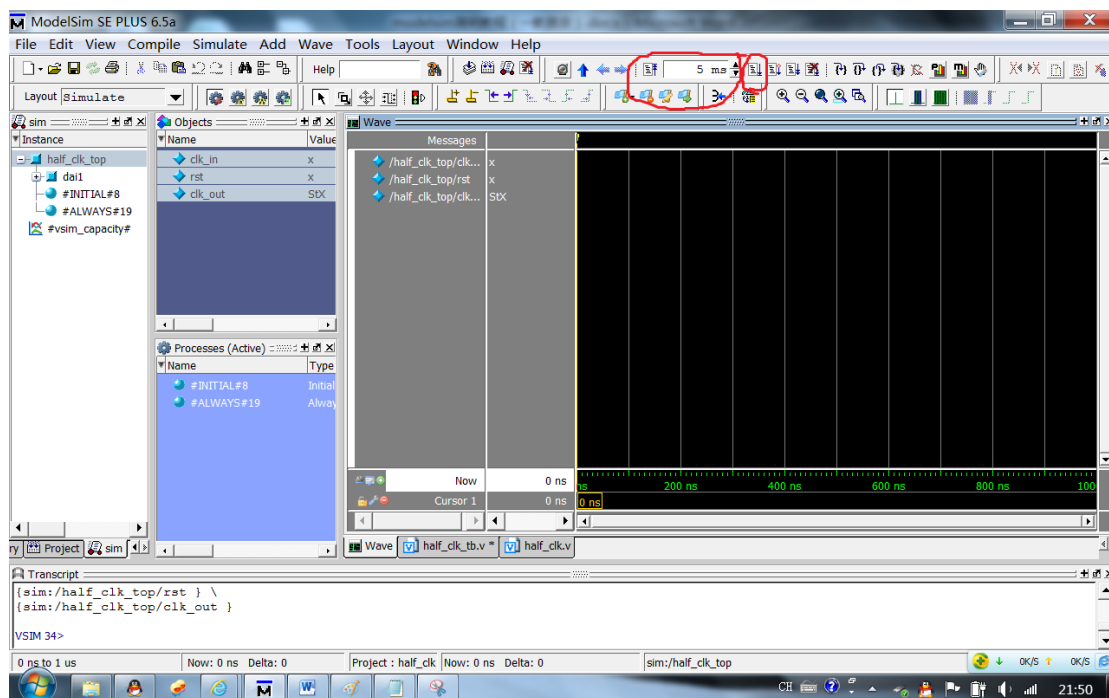 ModelSim SE PLUS 6.5a
File Edit View Compile Simulate Add Wave Tools Layout Window Help
Help
5 ms
Layout Simulate
sim
Instance
half_clk_top
dai1
#INITIAL#8
#ALWAYS#19
#vsim_capacity#
Objects
Name Value
clk_in x
rst x
clk_out StX
Processes (Active)
Name Type
#INITIAL#8 Initial
#ALWAYS#19 Alway
Wave
Messages
/half_clk_top/clk... x
/half_clk_top/rst x
/half_clk_top/clk... StX
Now 0 ns
ns 200 ns 400 ns 600 ns 800 ns 100
Cursor 1 0 ns 0 ns
ry Project sim
Wave half_clk_tb.v * half_clk.v
Transcript
{sim:/half_clk_top/rst } \
{sim:/half_clk_top/clk_out }
VSIM 34>
0 ns to 1 us Now: 0 ns Delta: 0 Project : half_clk Now: 0 ns Delta: 0 sim:/half_clk_top 0K/S 0K/S
CH 21:50